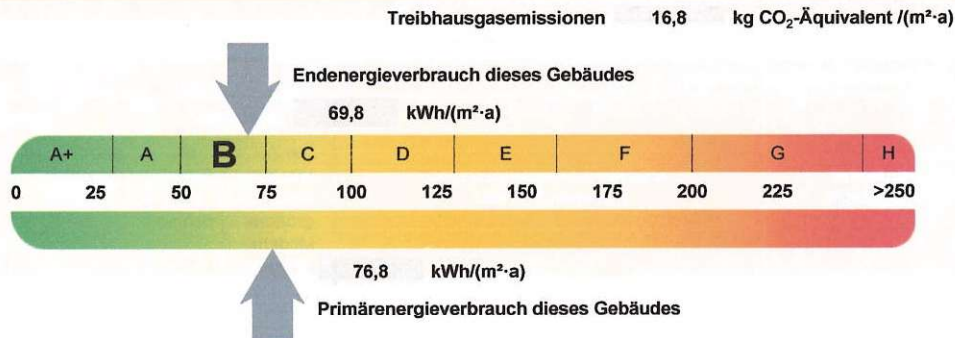 Treibhausgasemissionen 16,8 kg CO₂-Äquivalent /(m²·a)
Endenergieverbrauch dieses Gebäudes
69,8 kWh/(m²·a)
A+ A B C D E F G H
0 25 50 75 100 125 150 175 200 225 >250
76,8 kWh/(m²·a)
Primärenergieverbrauch dieses Gebäudes